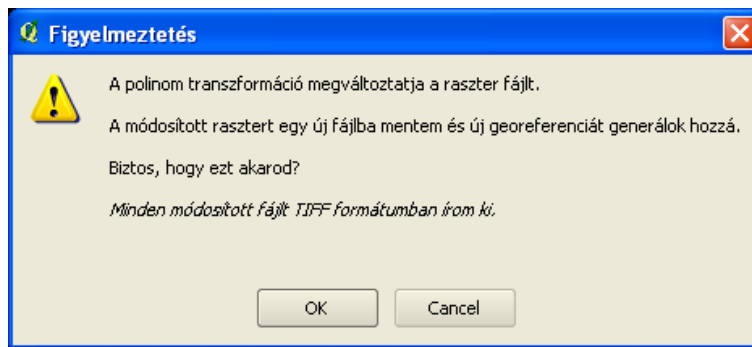 Figyelmeztetés
A polinom transzformáció megváltoztatja a raszter fájlt.
A módosított rasztert egy új fájlba mentem és új georeferenciát generálok hozzá.
Biztos, hogy ezt akarod?
Minden módosított fájlt TIFF formátumban írom ki.
OK
Cancel